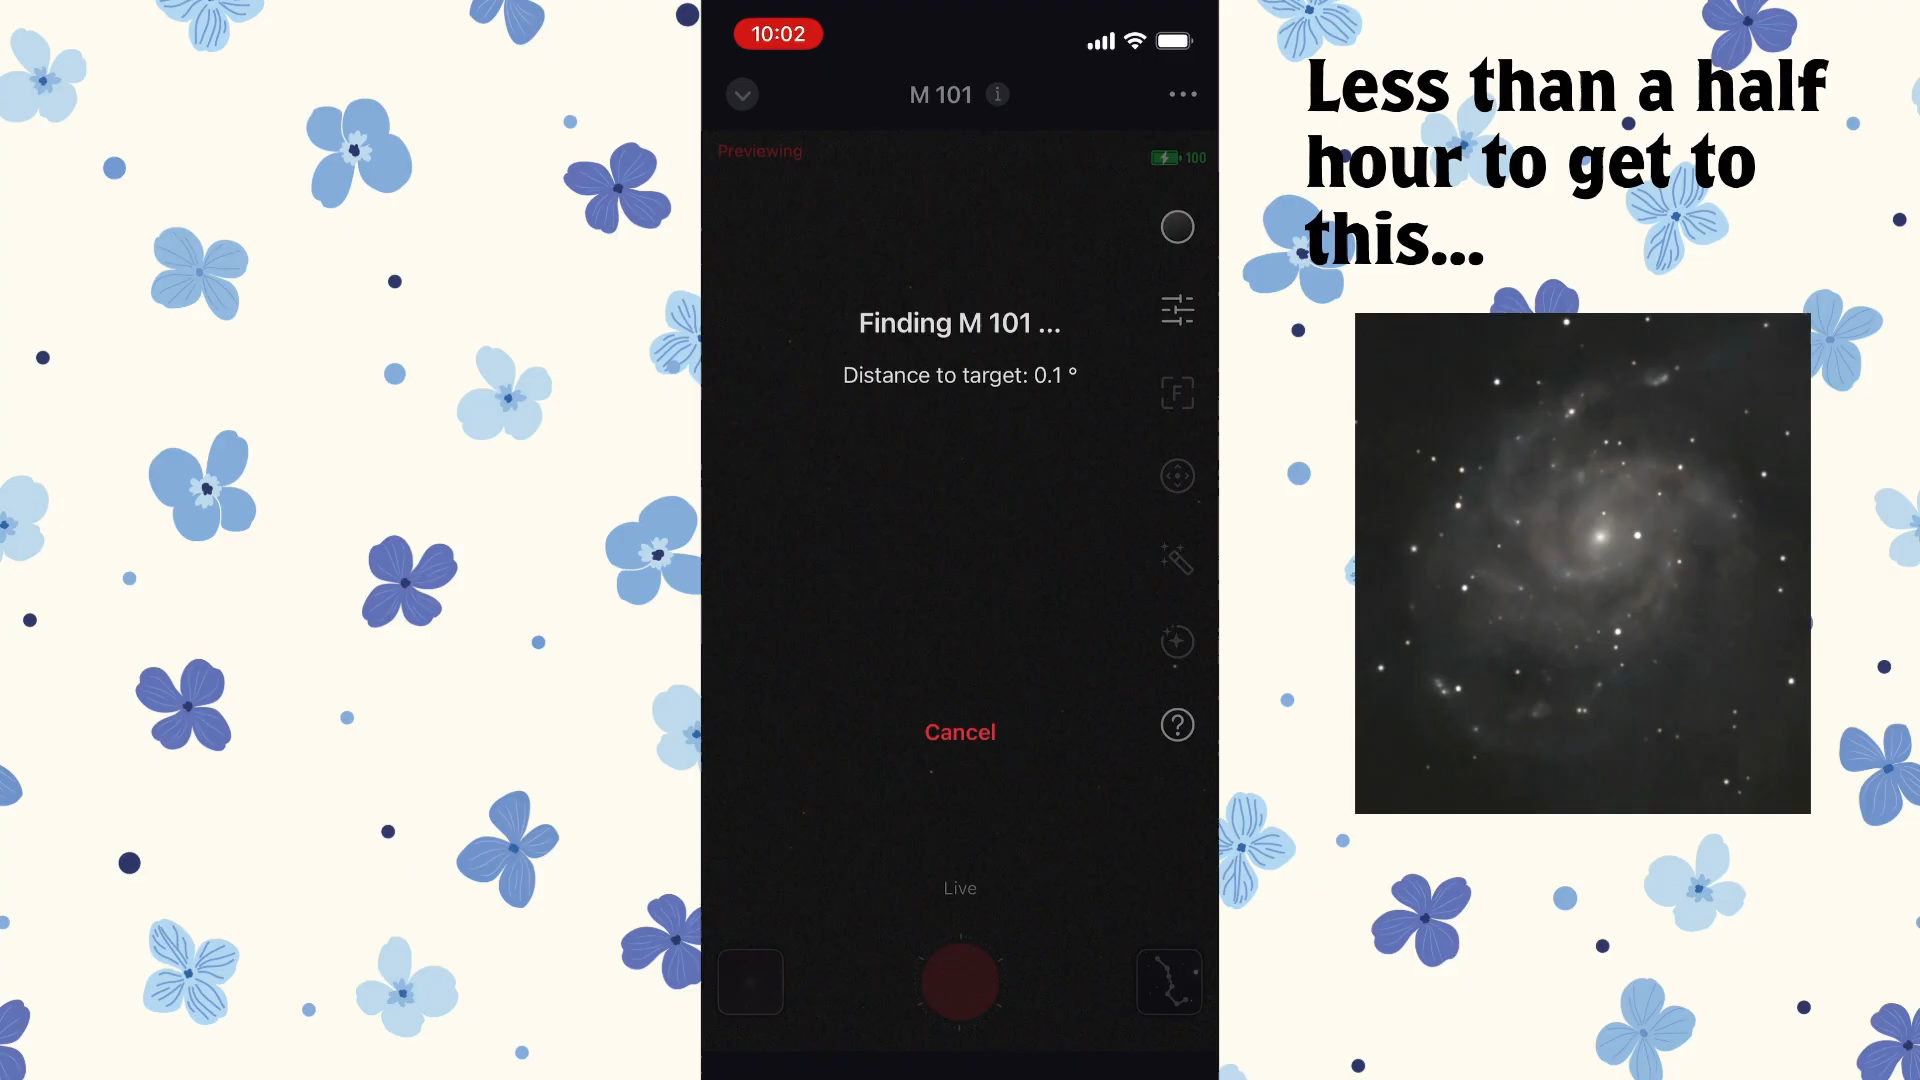 10:02
M 101
Previewing
100
Finding M 101 ...
Distance to target: 0.1 °
F
Cancel
Live
Less than a half
hour to get to
this...